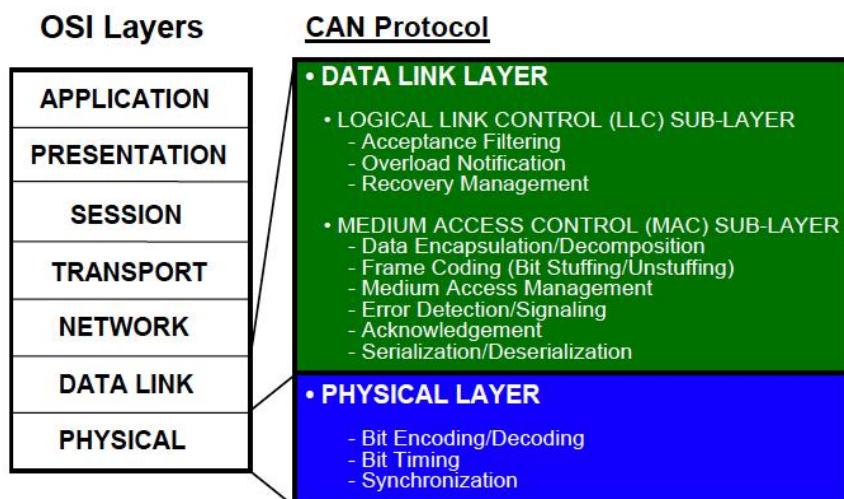 OSI Layers
APPLICATION
PRESENTATION
SESSION
TRANSPORT
NETWORK
DATA LINK
PHYSICAL
CAN Protocol
• DATA LINK LAYER
• LOGICAL LINK CONTROL (LLC) SUB-LAYER
- Acceptance Filtering
- Overload Notification
- Recovery Management
• MEDIUM ACCESS CONTROL (MAC) SUB-LAYER
- Data Encapsulation/Decomposition
- Frame Coding (Bit Stuffing/Unstuffing)
- Medium Access Management
- Error Detection/Signaling
- Acknowledgement
- Serialization/Deserialization
• PHYSICAL LAYER
- Bit Encoding/Decoding
- Bit Timing
- Synchronization